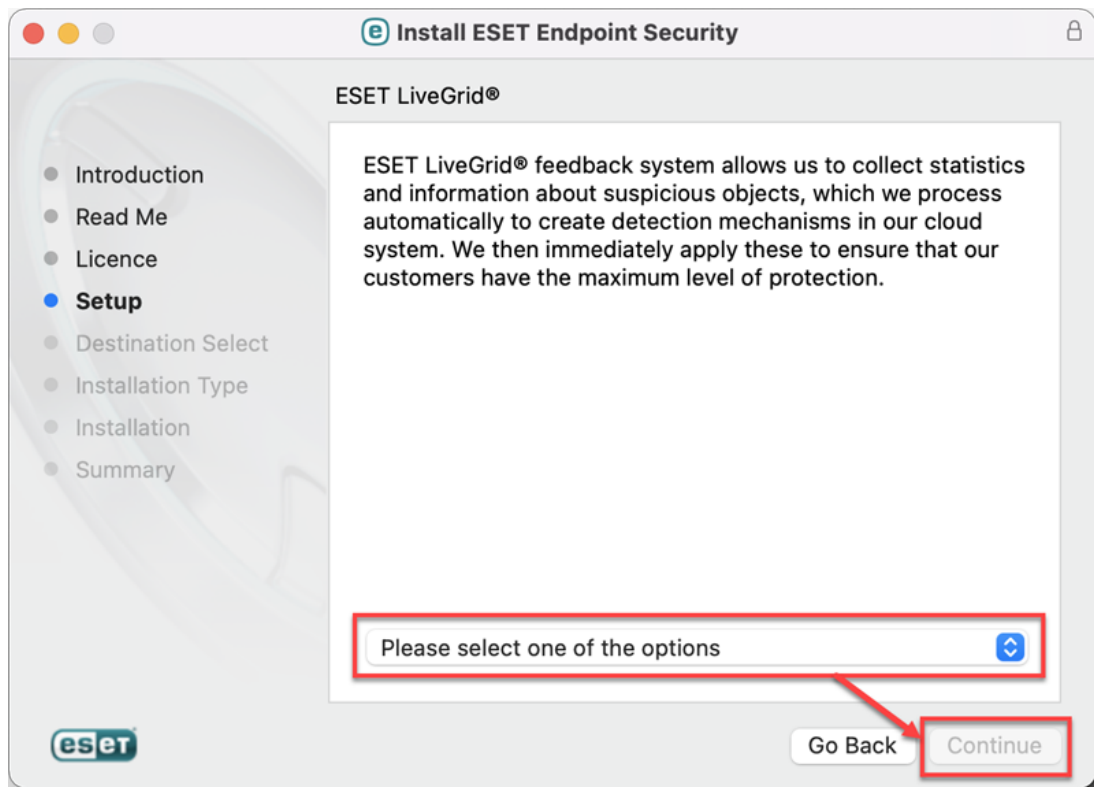 Install ESET Endpoint Security
ESET LiveGrid®
Introduction
Read Me
Licence
Setup
Destination Select
Installation Type
Installation
Summary
ESET LiveGrid® feedback system allows us to collect statistics
and information about suspicious objects, which we process
automatically to create detection mechanisms in our cloud
system. We then immediately apply these to ensure that our
customers have the maximum level of protection.
Please select one of the options
eseT
Go Back
Continue